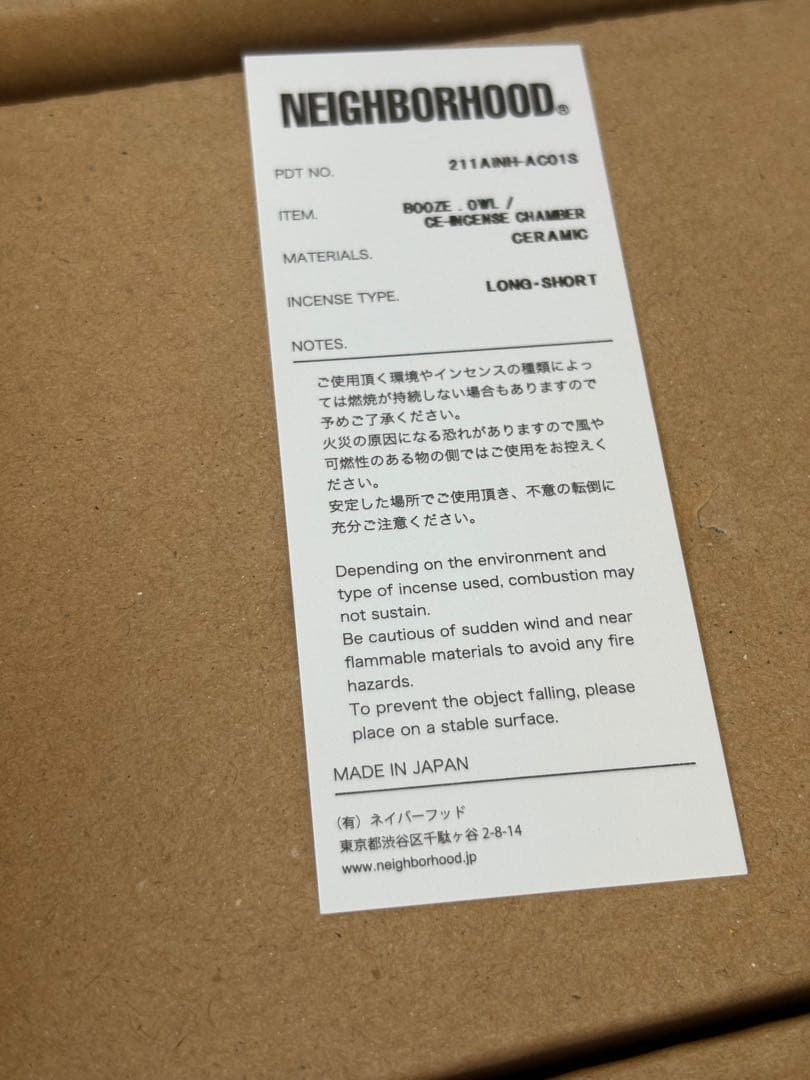 NEIGHBORHOOD®
PDT NO. 211AINH-AC01S
ITEM. BOOZE . OWL /
CE-INCENSE CHAMBER
MATERIALS. CERAMIC
INCENSE TYPE. LONG・SHORT
NOTES.
ご使用頂く環境やインセンスの種類によっ
ては燃焼が持続しない場合もありますので
予めご了承ください。
火災の原因になる恐れがありますので風や
可燃性のある物の側ではご使用をお控えく
ださい。
安定した場所でご使用頂き、不意の転倒に
充分ご注意ください。
Depending on the environment and
type of incense used, combustion may
not sustain.
Be cautious of sudden wind and near
flammable materials to avoid any fire
hazards.
To prevent the object falling, please
place on a stable surface.
MADE IN JAPAN
（有）ネイバーフッド
東京都渋谷区千駄ヶ谷 2-8-14
www.neighborhood.jp